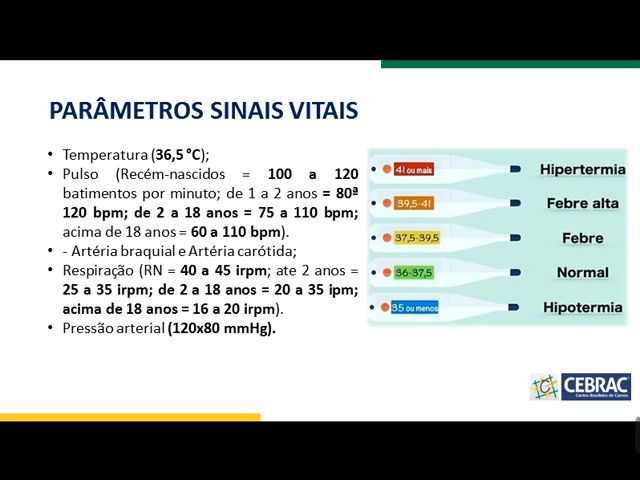 PARÂMETROS SINAIS VITAIS
• Temperatura (36,5 °C);
• Pulso (Recém-nascidos = 100 a 120
batimentos por minuto; de 1 a 2 anos = 80ª
120 bpm; de 2 a 18 anos = 75 a 110 bpm;
acima de 18 anos = 60 a 110 bpm).
• - Artéria braquial e Artéria carótida;
• Respiração (RN = 40 a 45 irpm; ate 2 anos =
25 a 35 irpm; de 2 a 18 anos = 20 a 35 ipm;
acima de 18 anos = 16 a 20 irpm).
• Pressão arterial (120x80 mmHg).
41 ou mais Hipertermia
39,5-41 Febre alta
37,5-39,5 Febre
36-37,5 Normal
35 ou menos Hipotermia
CEBRAC
Centro Brasileiro de Cursos